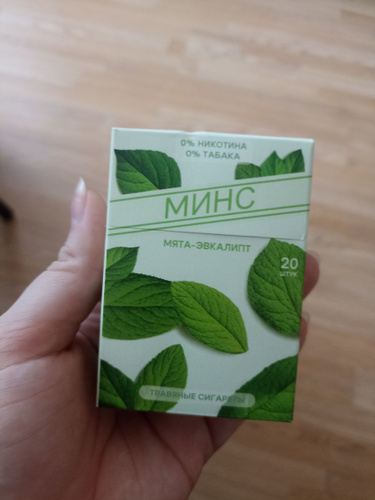 0% НИКОТИНА
0% ТАБАКА
МИНС
МЯТА-ЭВКАЛИПТ
20
ШТУК
ТРАВЯНЫЕ СИГАРЕТЫ